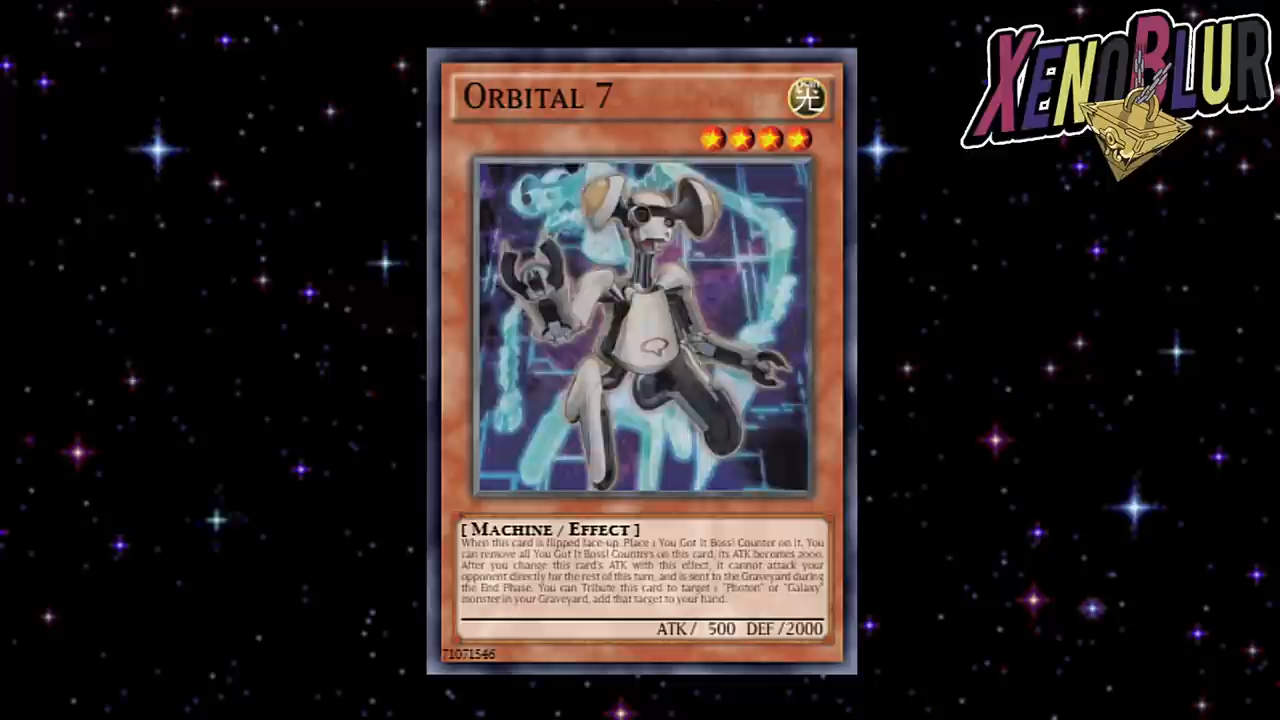 XENOBLUR
ORBITAL 7
光
[ MACHINE / EFFECT ]
When this card is flipped face-up: Place 1 You Got It Boss! Counter on it. You
can remove all You Got It Boss! Counters on this card; its ATK becomes 2000.
After you change this card's ATK with this effect, it cannot attack your
opponent directly for the rest of this turn, and is sent to the Graveyard during
the End Phase. You can Tribute this card to target 1 "Photon" or "Galaxy"
monster in your Graveyard; add that target to your hand.
ATK / 500 DEF / 2000
71071546